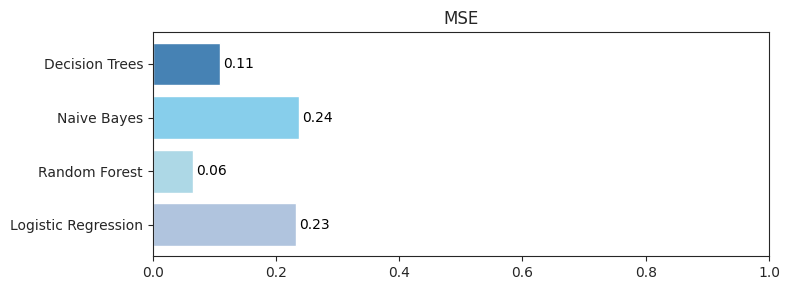 MSE
Decision Trees 0.11
Naive Bayes 0.24
Random Forest 0.06
Logistic Regression 0.23
0.0 0.2 0.4 0.6 0.8 1.0